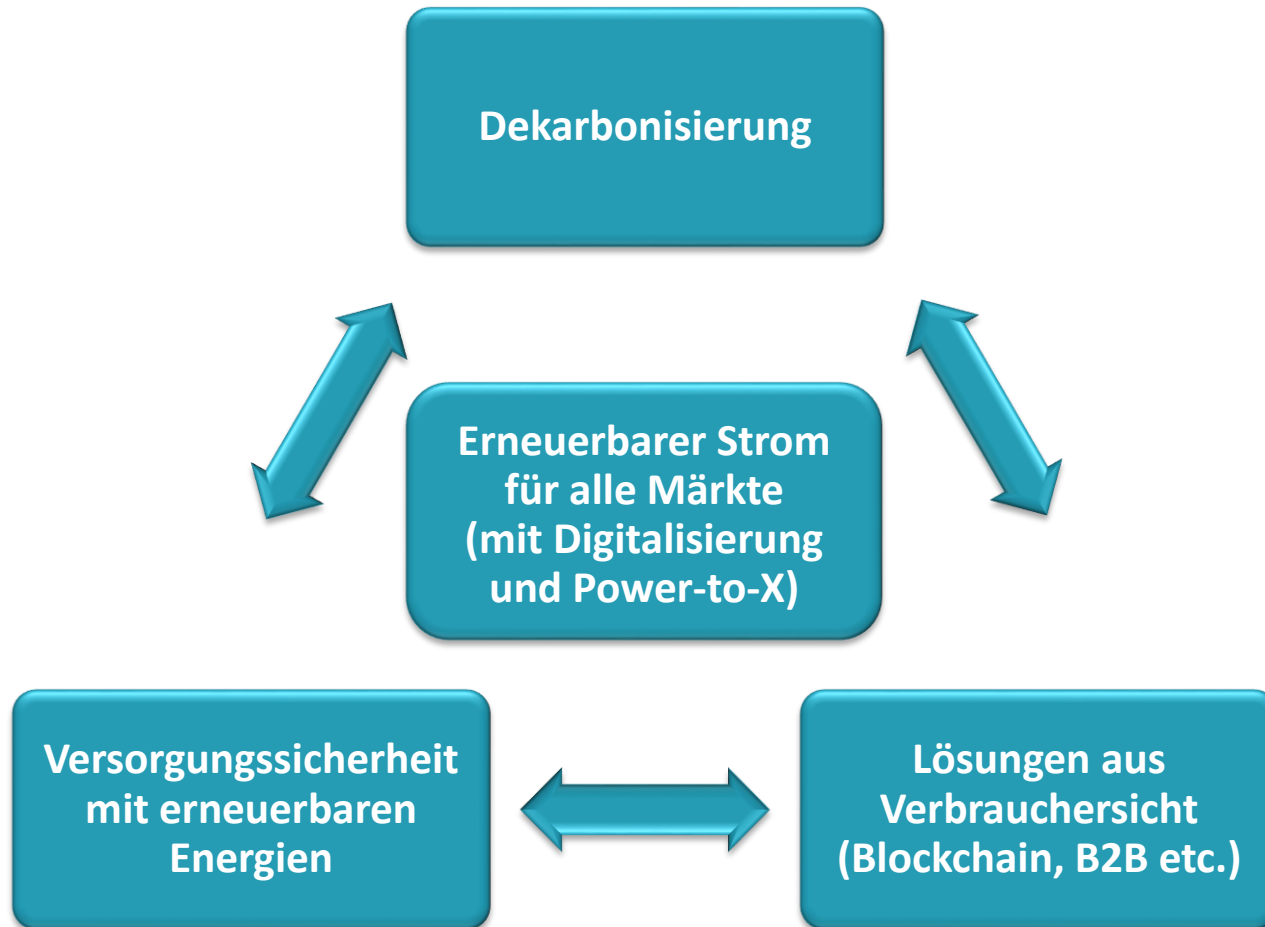 Dekarbonisierung
Erneuerbarer Strom
für alle Märkte
(mit Digitalisierung
und Power-to-X)
Versorgungssicherheit
mit erneuerbaren
Energien
Lösungen aus
Verbrauchersicht
(Blockchain, B2B etc.)